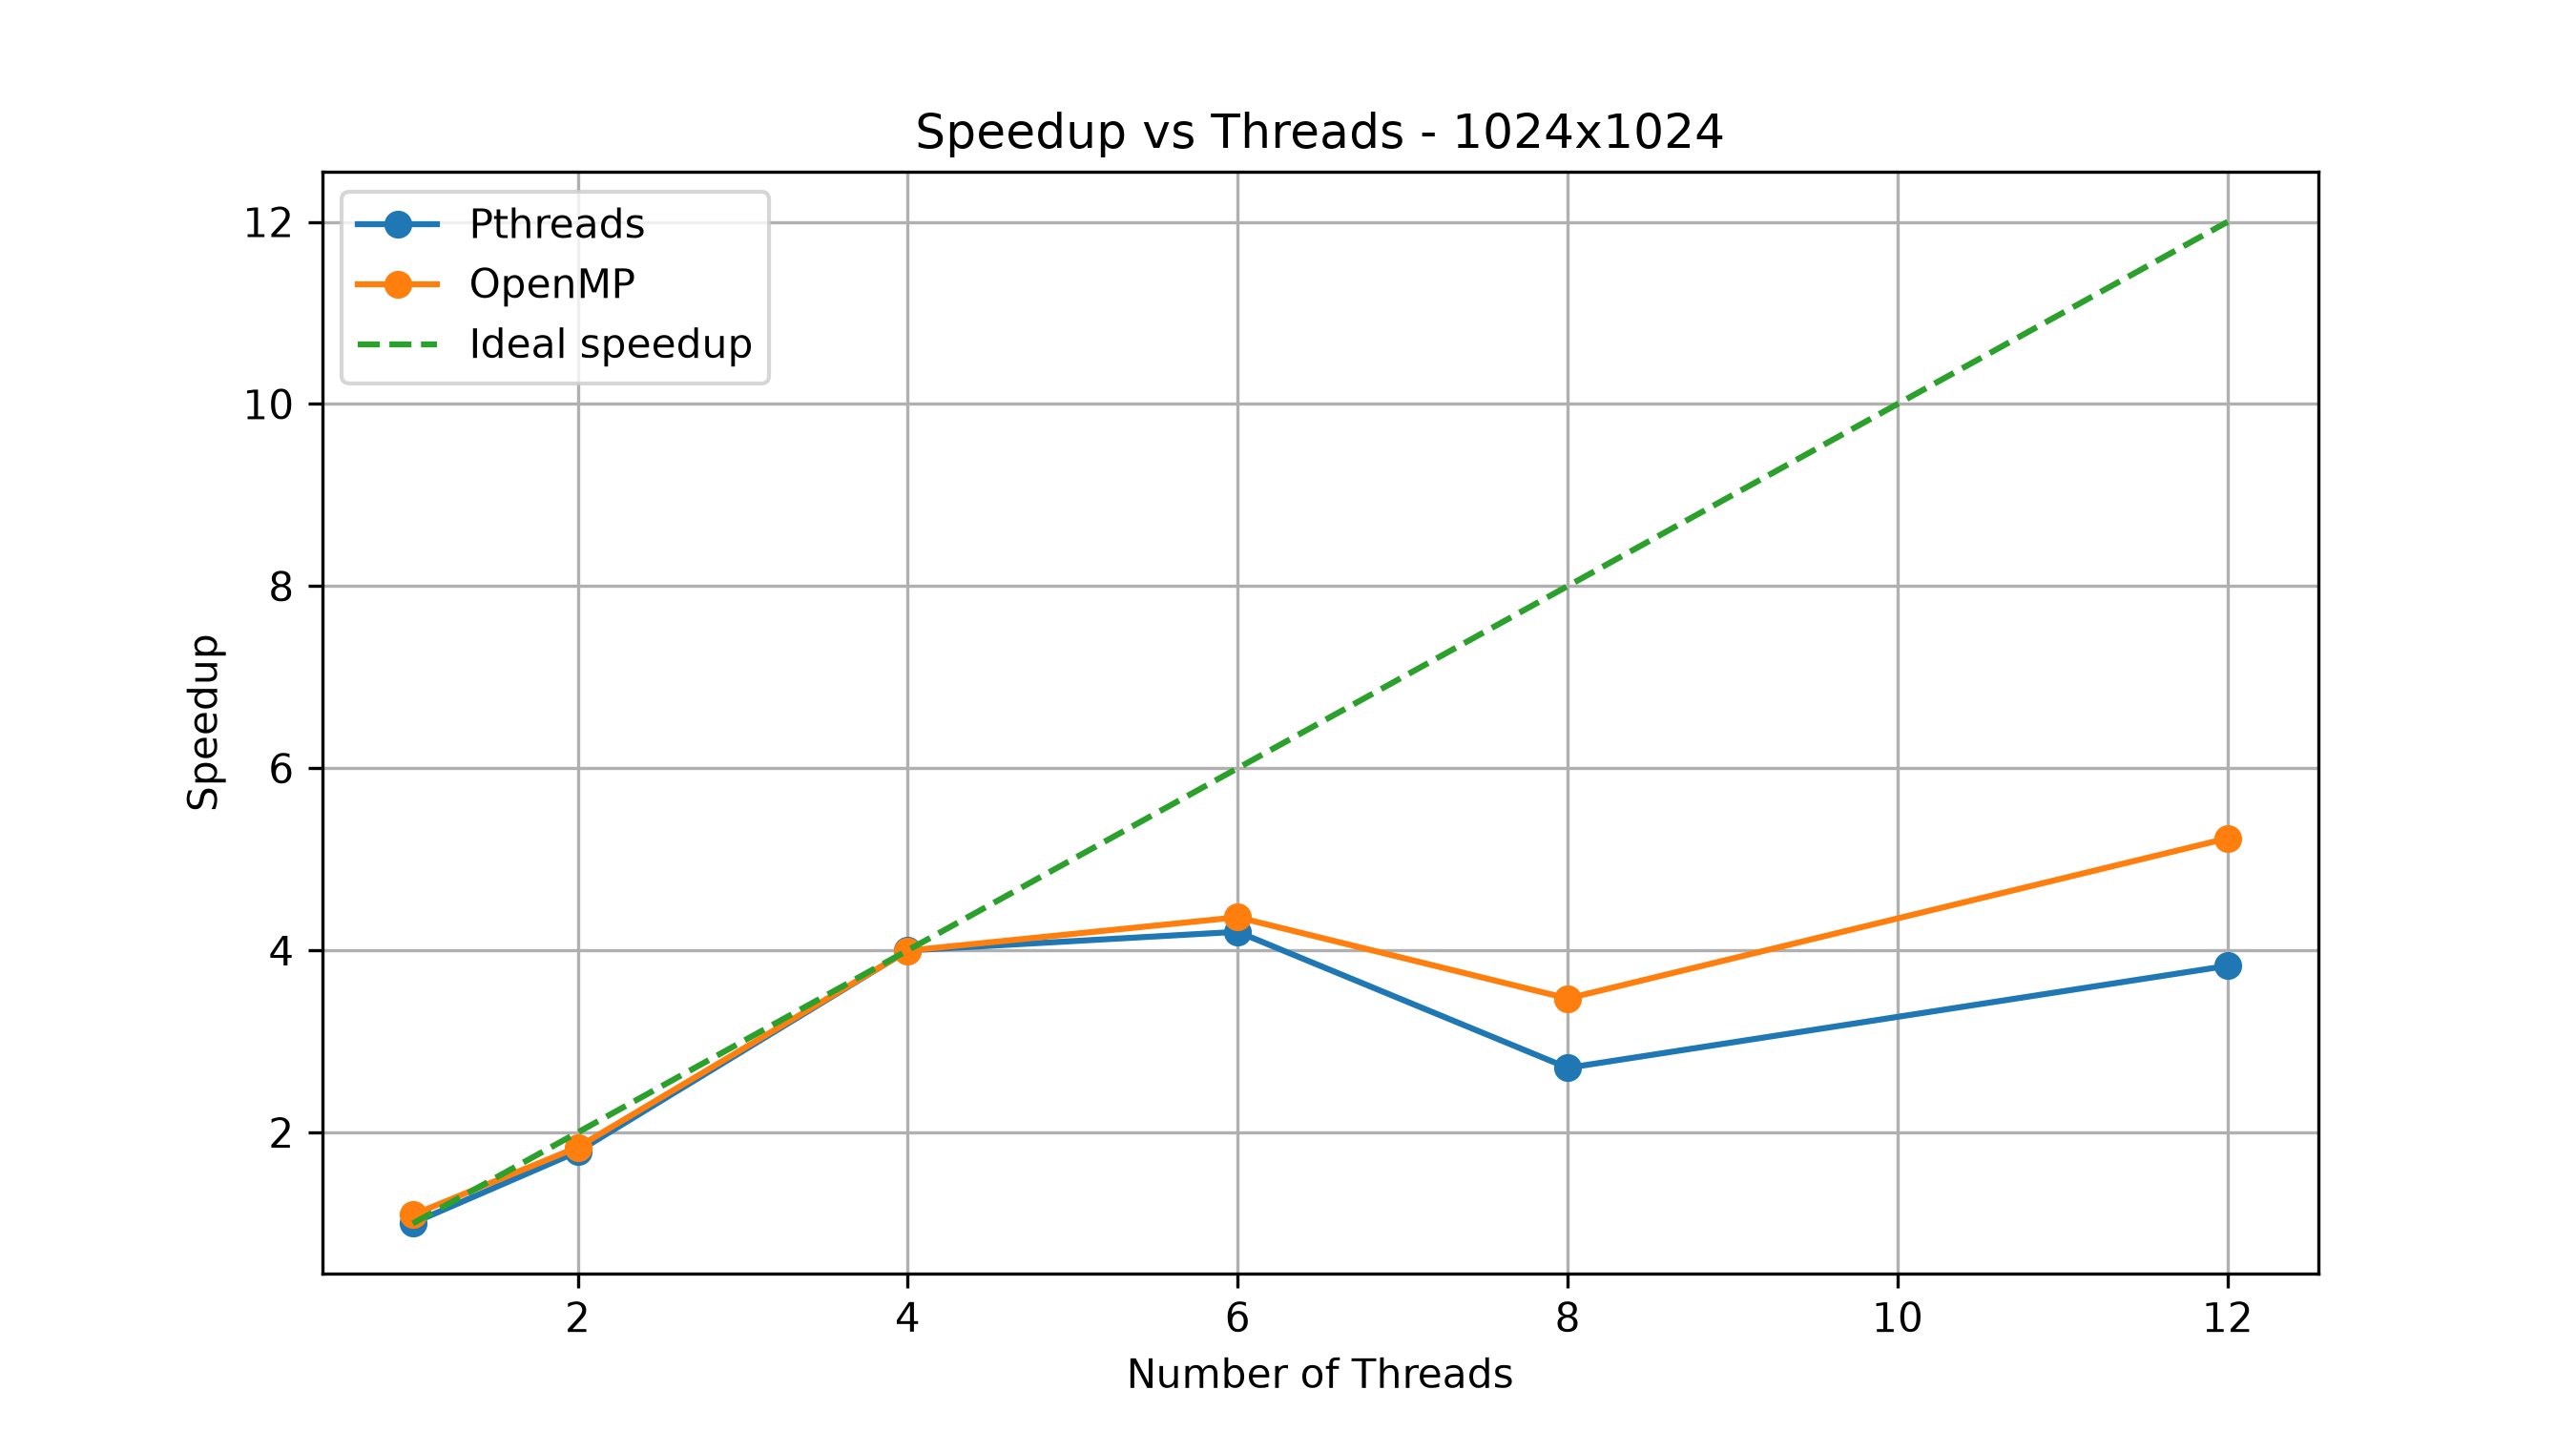 Speedup vs Threads - 1024x1024
Pthreads
OpenMP
Ideal speedup
12
10
8
6
4
2
Speedup
2 4 6 8 10 12
Number of Threads